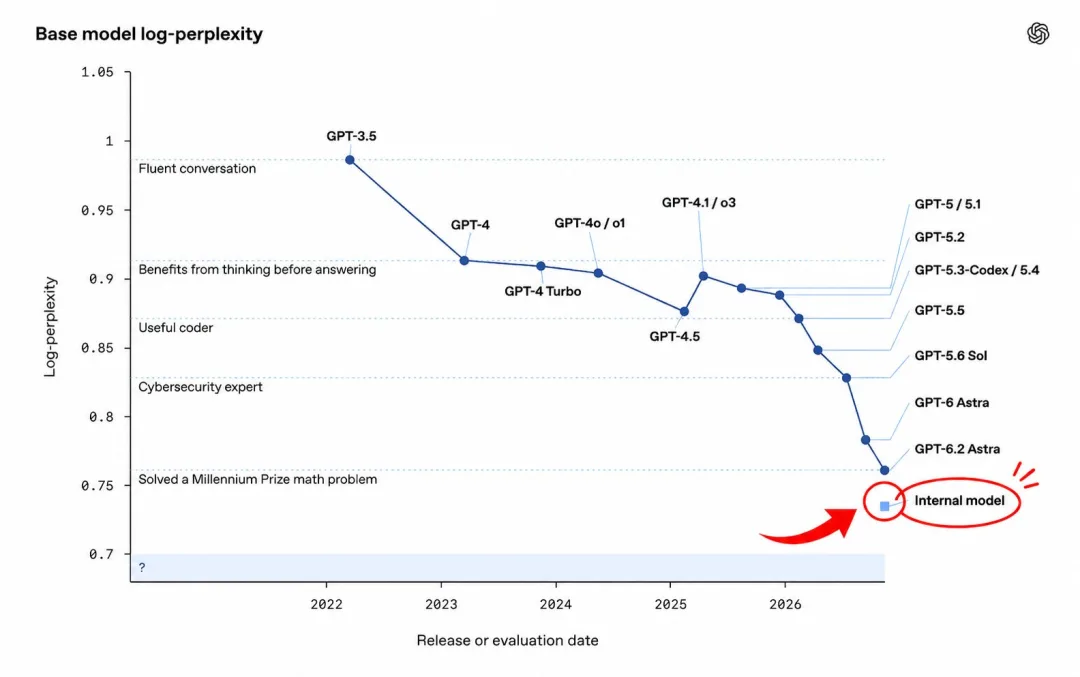 Base model log-perplexity
1.05
1
0.95
0.9
0.85
0.8
0.75
0.7
Log-perplexity
GPT-3.5
Fluent conversation
GPT-4
GPT-4o / o1
GPT-4.1 / o3
GPT-5 / 5.1
GPT-5.2
Benefits from thinking before answering
GPT-5.3-Codex / 5.4
GPT-4 Turbo
GPT-5.5
Useful coder
GPT-4.5
GPT-5.6 Sol
Cybersecurity expert
GPT-6 Astra
GPT-6.2 Astra
Solved a Millennium Prize math problem
Internal model
?
2022
2023
2024
2025
2026
Release or evaluation date